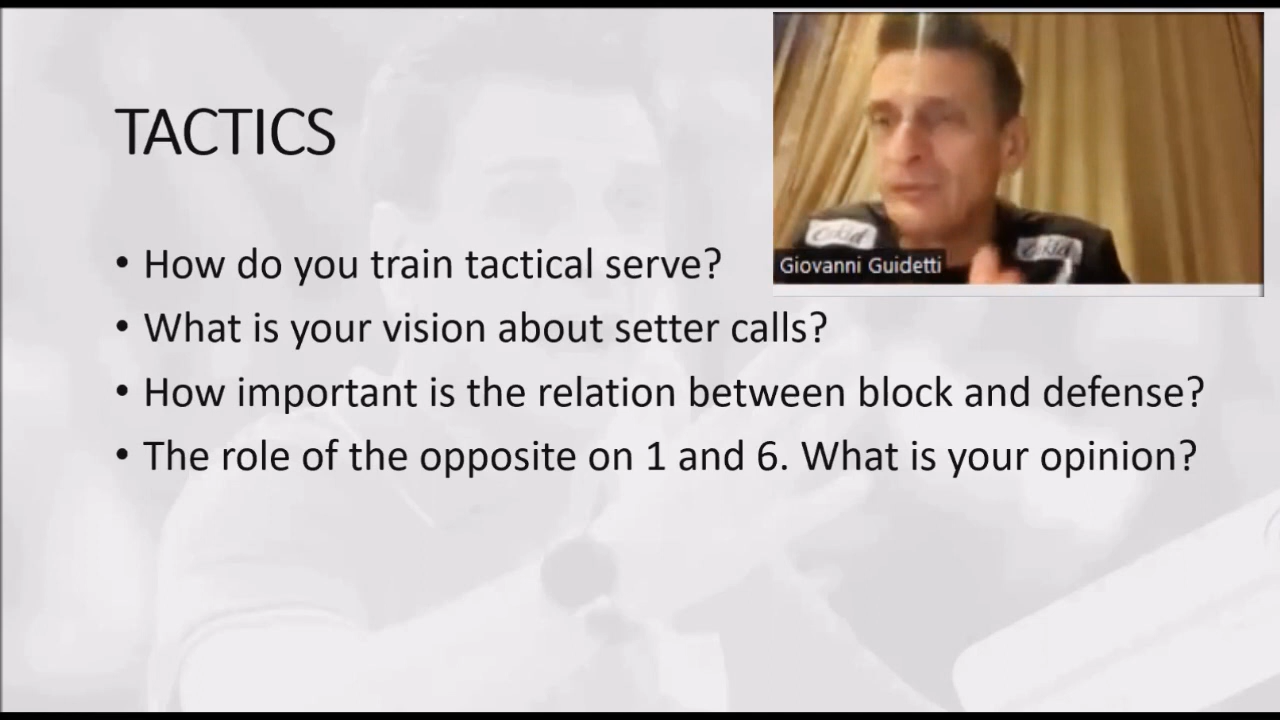 TACTICS
• How do you train tactical serve?
• What is your vision about setter calls?
• How important is the relation between block and defense?
• The role of the opposite on 1 and 6. What is your opinion?
Giovanni Guidetti